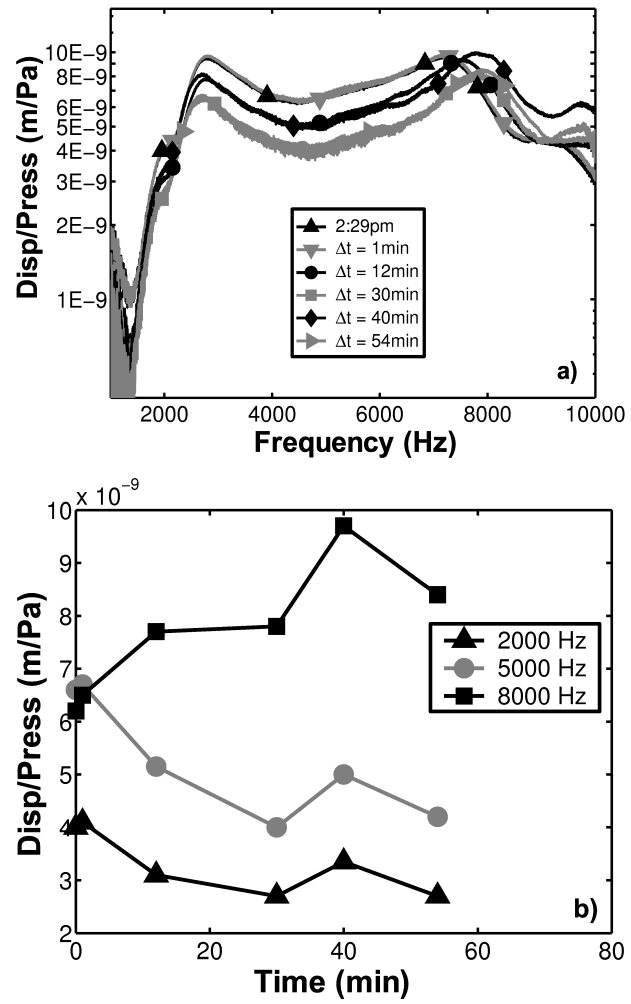 10E-9
8E-9
6E-9
5E-9
4E-9
3E-9
2E-9
1E-9
Disp/Press (m/Pa)
2:29pm
Δt = 1min
Δt = 12min
Δt = 30min
Δt = 40min
Δt = 54min
a)
2000 4000 6000 8000 10000
Frequency (Hz)
x 10⁻⁹
10
9
8
7
6
5
4
3
2
Disp/Press (m/Pa)
2000 Hz
5000 Hz
8000 Hz
b)
0 20 40 60 80
Time (min)